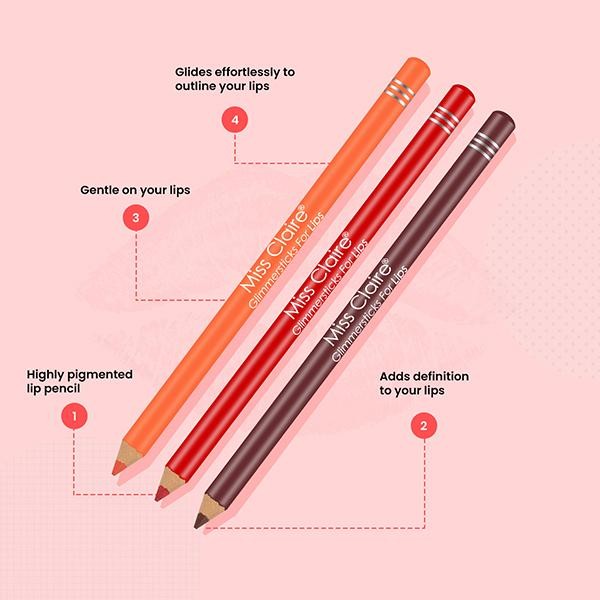 Glides effortlessly to
outline your lips
4
Gentle on your lips
3
Miss Claire®
Glimmersticks For Lips
Miss Claire®
Glimmersticks For Lips
Miss Claire®
Glimmersticks For Lips
Highly pigmented
lip pencil
1
Adds definition
to your lips
2